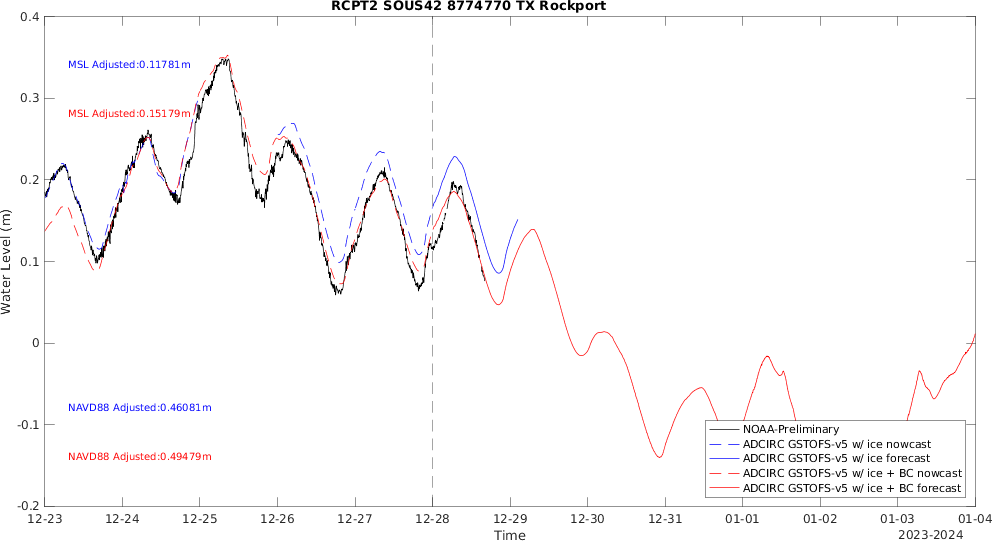 RCPT2 SOUS42 8774770 TX Rockport
0.4
0.3
0.2
0.1
0
-0.1
-0.2
Water Level (m)
MSL Adjusted:0.11781m
MSL Adjusted:0.15179m
NAVD88 Adjusted:0.46081m
NAVD88 Adjusted:0.49479m
NOAA-Preliminary
ADCIRC GSTOFS-v5 w/ ice nowcast
ADCIRC GSTOFS-v5 w/ ice forecast
ADCIRC GSTOFS-v5 w/ ice + BC nowcast
ADCIRC GSTOFS-v5 w/ ice + BC forecast
12-23 12-24 12-25 12-26 12-27 12-28 12-29 12-30 12-31 01-01 01-02 01-03 01-04
Time
2023-2024